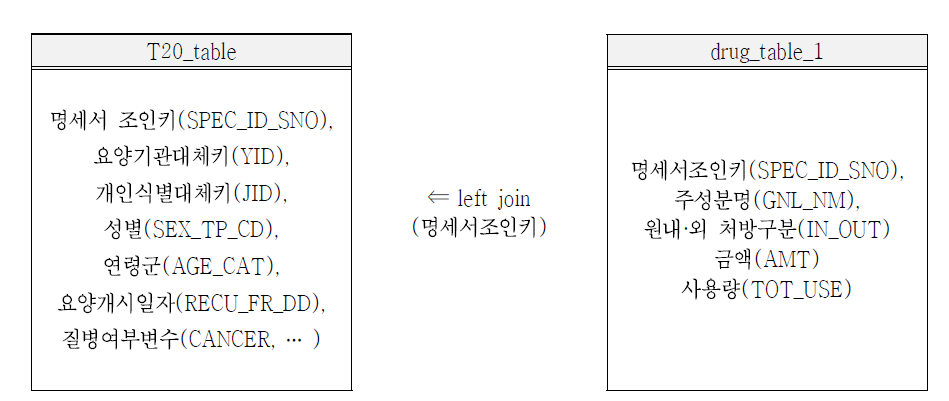 T20_table
명세서 조인키(SPEC_ID_SNO),
요양기관대체키(YID),
개인식별대체키(JID),
성별(SEX_TP_CD),
연령군(AGE_CAT),
요양개시일자(RECU_FR_DD),
질병여부변수(CANCER, … )
⇐ left join
(명세서조인키)
drug_table_1
명세서조인키(SPEC_ID_SNO),
주성분명(GNL_NM),
원내·외 처방구분(IN_OUT)
금액(AMT)
사용량(TOT_USE)